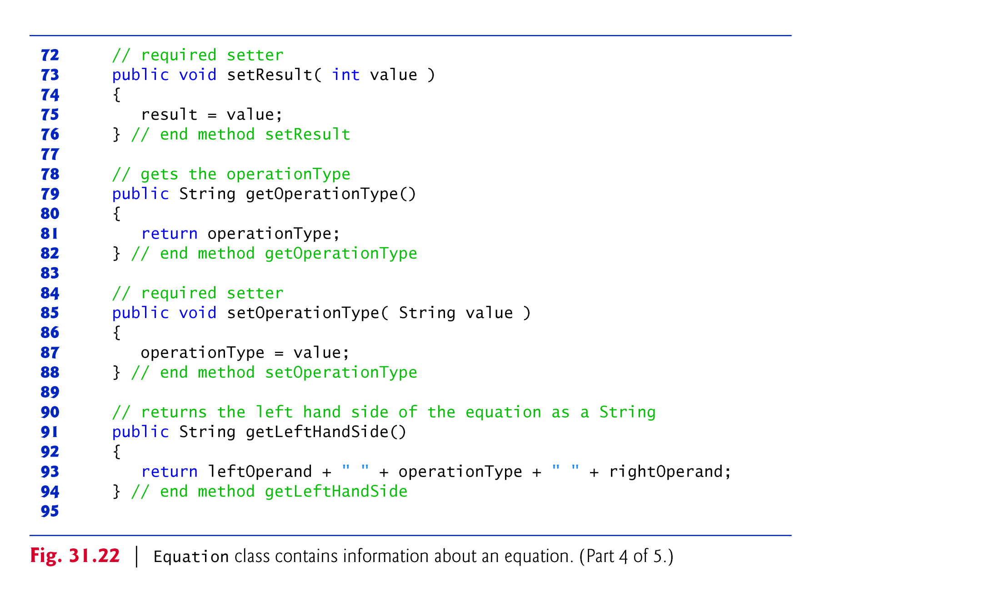 72 // required setter
73 public void setResult( int value )
74 {
75 result = value;
76 } // end method setResult
77
78 // gets the operationType
79 public String getOperationType()
80 {
81 return operationType;
82 } // end method getOperationType
83
84 // required setter
85 public void setOperationType( String value )
86 {
87 operationType = value;
88 } // end method setOperationType
89
90 // returns the left hand side of the equation as a String
91 public String getLeftHandSide()
92 {
93 return leftOperand + " " + operationType + " " + rightOperand;
94 } // end method getLeftHandSide
95
Fig. 31.22 | Equation class contains information about an equation. (Part 4 of 5.)